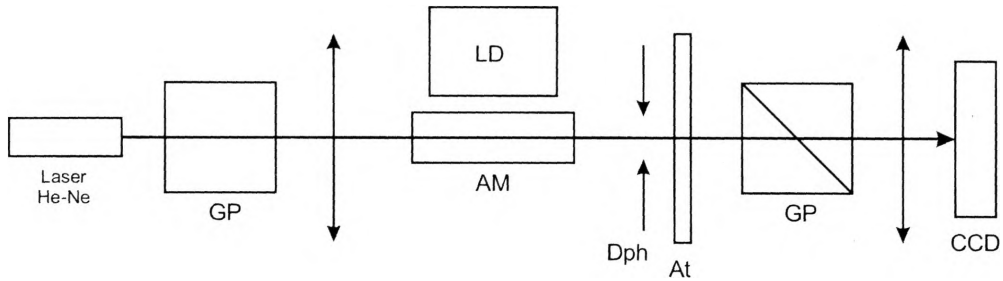 Laser
He-Ne
GP
LD
AM
Dph
At
GP
CCD